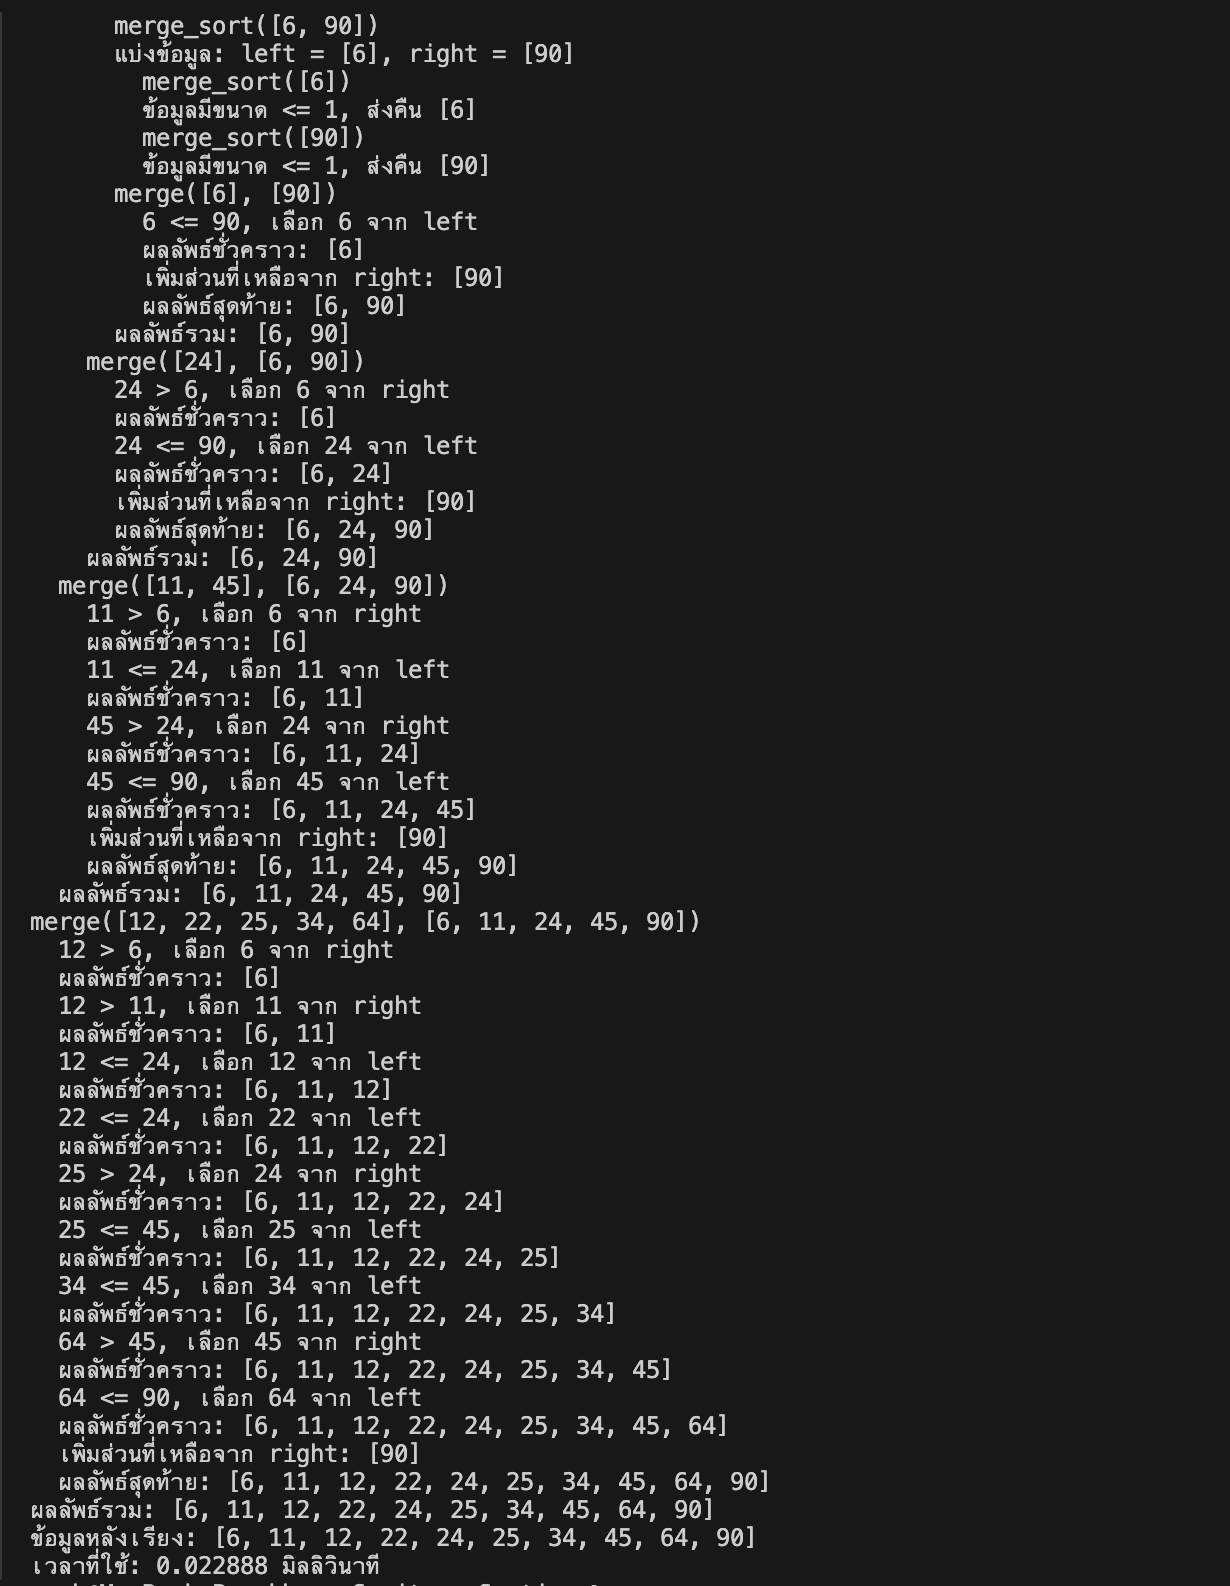 merge_sort([6, 90])
แบ่งข้อมูล: left = [6], right = [90]
merge_sort([6])
ข้อมูลมีขนาด <= 1, ส่งคืน [6]
merge_sort([90])
ข้อมูลมีขนาด <= 1, ส่งคืน [90]
merge([6], [90])
6 <= 90, เลือก 6 จาก left
ผลลัพธ์ชั่วคราว: [6]
เพิ่มส่วนที่เหลือจาก right: [90]
ผลลัพธ์สุดท้าย: [6, 90]
ผลลัพธ์รวม: [6, 90]
merge([24], [6, 90])
24 > 6, เลือก 6 จาก right
ผลลัพธ์ชั่วคราว: [6]
24 <= 90, เลือก 24 จาก left
ผลลัพธ์ชั่วคราว: [6, 24]
เพิ่มส่วนที่เหลือจาก right: [90]
ผลลัพธ์สุดท้าย: [6, 24, 90]
ผลลัพธ์รวม: [6, 24, 90]
merge([11, 45], [6, 24, 90])
11 > 6, เลือก 6 จาก right
ผลลัพธ์ชั่วคราว: [6]
11 <= 24, เลือก 11 จาก left
ผลลัพธ์ชั่วคราว: [6, 11]
45 > 24, เลือก 24 จาก right
ผลลัพธ์ชั่วคราว: [6, 11, 24]
45 <= 90, เลือก 45 จาก left
ผลลัพธ์ชั่วคราว: [6, 11, 24, 45]
เพิ่มส่วนที่เหลือจาก right: [90]
ผลลัพธ์สุดท้าย: [6, 11, 24, 45, 90]
ผลลัพธ์รวม: [6, 11, 24, 45, 90]
merge([12, 22, 25, 34, 64], [6, 11, 24, 45, 90])
12 > 6, เลือก 6 จาก right
ผลลัพธ์ชั่วคราว: [6]
12 > 11, เลือก 11 จาก right
ผลลัพธ์ชั่วคราว: [6, 11]
12 <= 24, เลือก 12 จาก left
ผลลัพธ์ชั่วคราว: [6, 11, 12]
22 <= 24, เลือก 22 จาก left
ผลลัพธ์ชั่วคราว: [6, 11, 12, 22]
25 > 24, เลือก 24 จาก right
ผลลัพธ์ชั่วคราว: [6, 11, 12, 22, 24]
25 <= 45, เลือก 25 จาก left
ผลลัพธ์ชั่วคราว: [6, 11, 12, 22, 24, 25]
34 <= 45, เลือก 34 จาก left
ผลลัพธ์ชั่วคราว: [6, 11, 12, 22, 24, 25, 34]
64 > 45, เลือก 45 จาก right
ผลลัพธ์ชั่วคราว: [6, 11, 12, 22, 24, 25, 34, 45]
64 <= 90, เลือก 64 จาก left
ผลลัพธ์ชั่วคราว: [6, 11, 12, 22, 24, 25, 34, 45, 64]
เพิ่มส่วนที่เหลือจาก right: [90]
ผลลัพธ์สุดท้าย: [6, 11, 12, 22, 24, 25, 34, 45, 64, 90]
ผลลัพธ์รวม: [6, 11, 12, 22, 24, 25, 34, 45, 64, 90]
ข้อมูลหลังเรียง: [6, 11, 12, 22, 24, 25, 34, 45, 64, 90]
เวลาที่ใช้: 0.022888 มิลลิวินาที